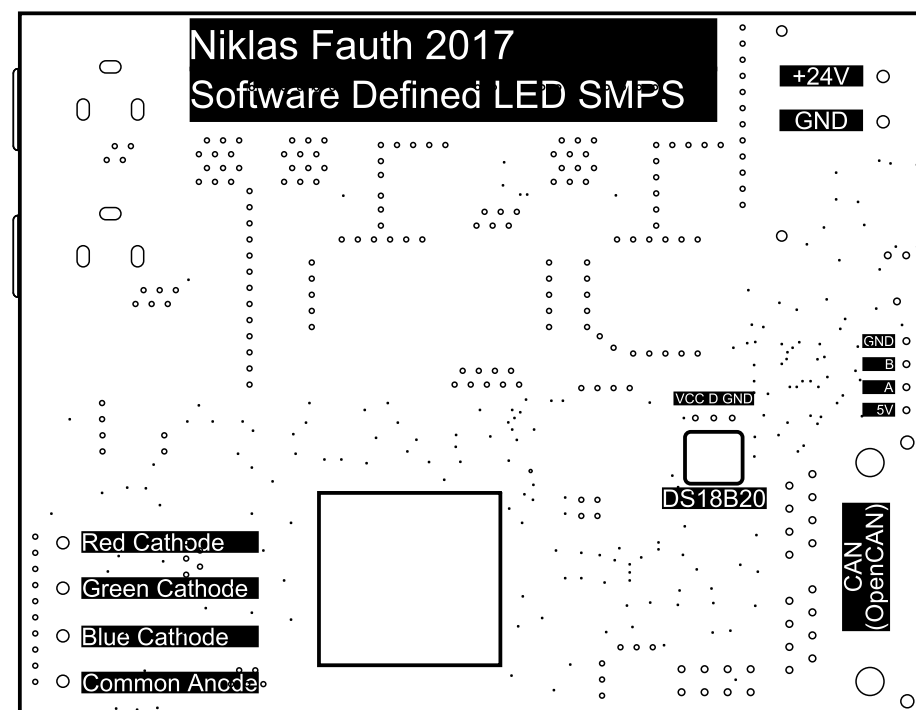 Niklas Fauth 2017
Software Defined LED SMPS
+24V
GND
GND
B
A
5V
VCC D GND
DS18B20
CAN
(OpenCAN)
Red Cathode
Green Cathode
Blue Cathode
Common Anode